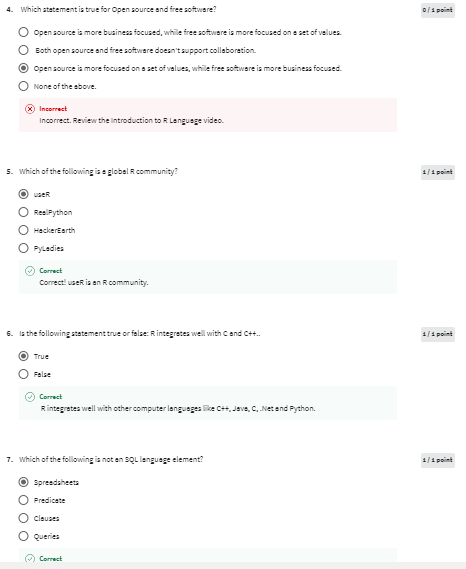 4. Which statement is true for Open source and free software?
0 / 1 point
Open source is more business focused, while free software is more focused on a set of values.
Both open source and free software doesn't support collaboration.
Open source is more focused on a set of values, while free software is more business focused.
None of the above.
Incorrect
Incorrect. Review the Introduction to R Language video.
5. Which of the following is a global R community?
1 / 1 point
useR
RealPython
HackerEarth
PyLadies
Correct
Correct! useR is an R community.
6. Is the following statement true or false: R integrates well with C and C++..
1 / 1 point
True
False
Correct
R integrates well with other computer languages like C++, Java, C, .Net and Python.
7. Which of the following is not an SQL language element?
1 / 1 point
Spreadsheets
Predicate
Clauses
Queries
Correct